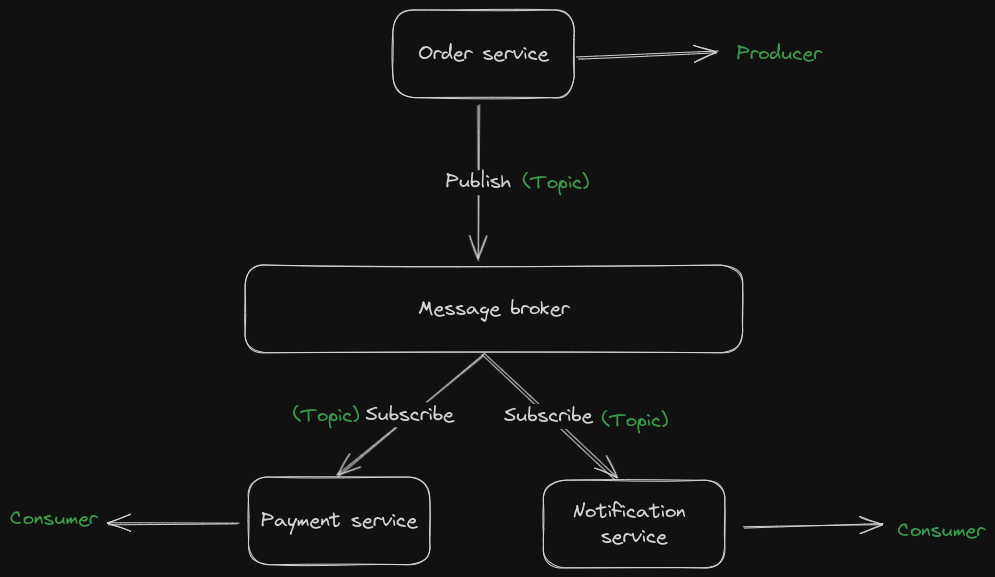 Order service
Producer
Publish (Topic)
Message broker
(Topic) Subscribe
Subscribe (Topic)
Consumer
Payment service
Notification
service
Consumer